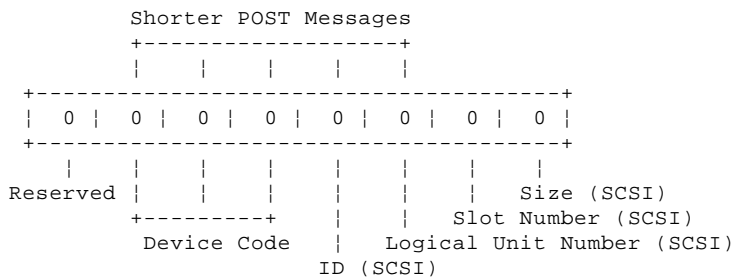 Shorter POST Messages
0 0 0 0 0 0 0 0
Reserved Size (SCSI)
Slot Number (SCSI)
Device Code Logical Unit Number (SCSI)
ID (SCSI)